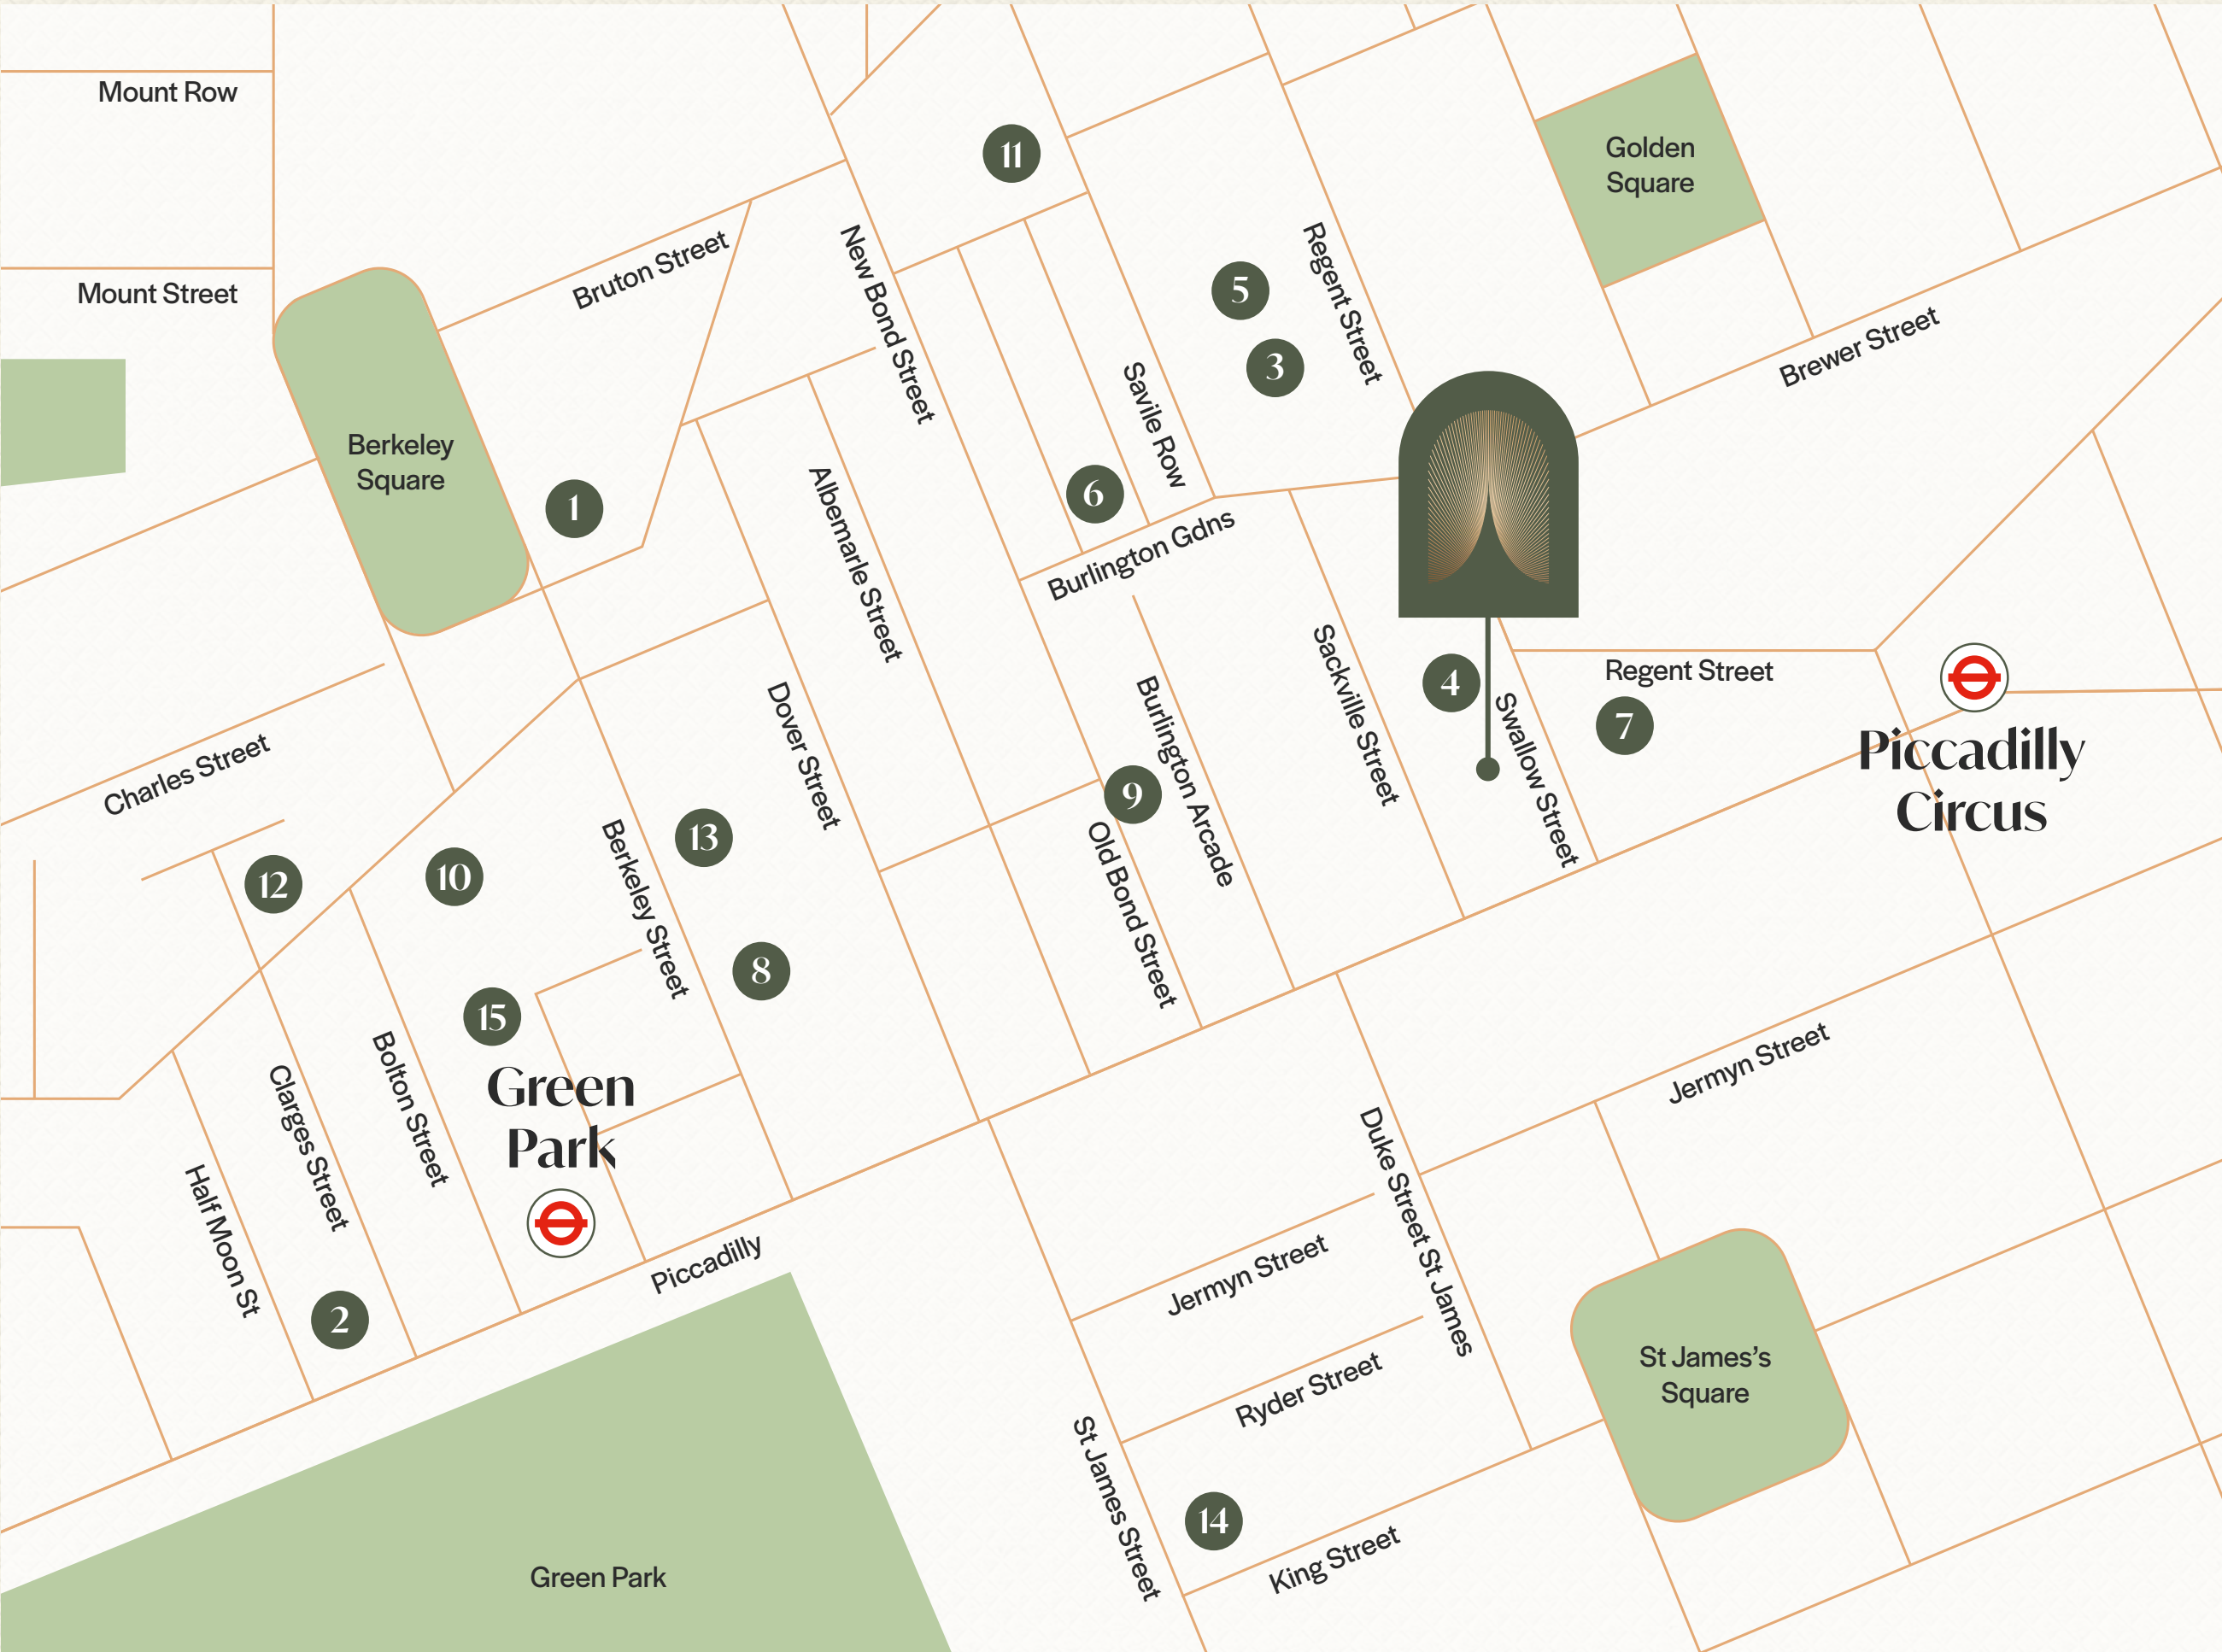 Mount Row
11
Golden
Square
Mount Street
Bruton Street
New Bond Street
5
Regent Street
3
Brewer Street
Savile Row
Berkeley
Square
1
6
Albemarle Street
Burlington Gdns
Sackville Street
4
Regent Street
7
Swallow Street
Piccadilly
Circus
Charles Street
Dover Street
Burlington Arcade
9
Old Bond Street
13
Berkeley Street
12
10
8
15
Green
Park
Bolton Street
Clarges Street
Half Moon St
2
Piccadilly
Jermyn Street
Duke Street St James
Jermyn Street
Ryder Street
St James’s
Square
St James Street
14
King Street
Green Park